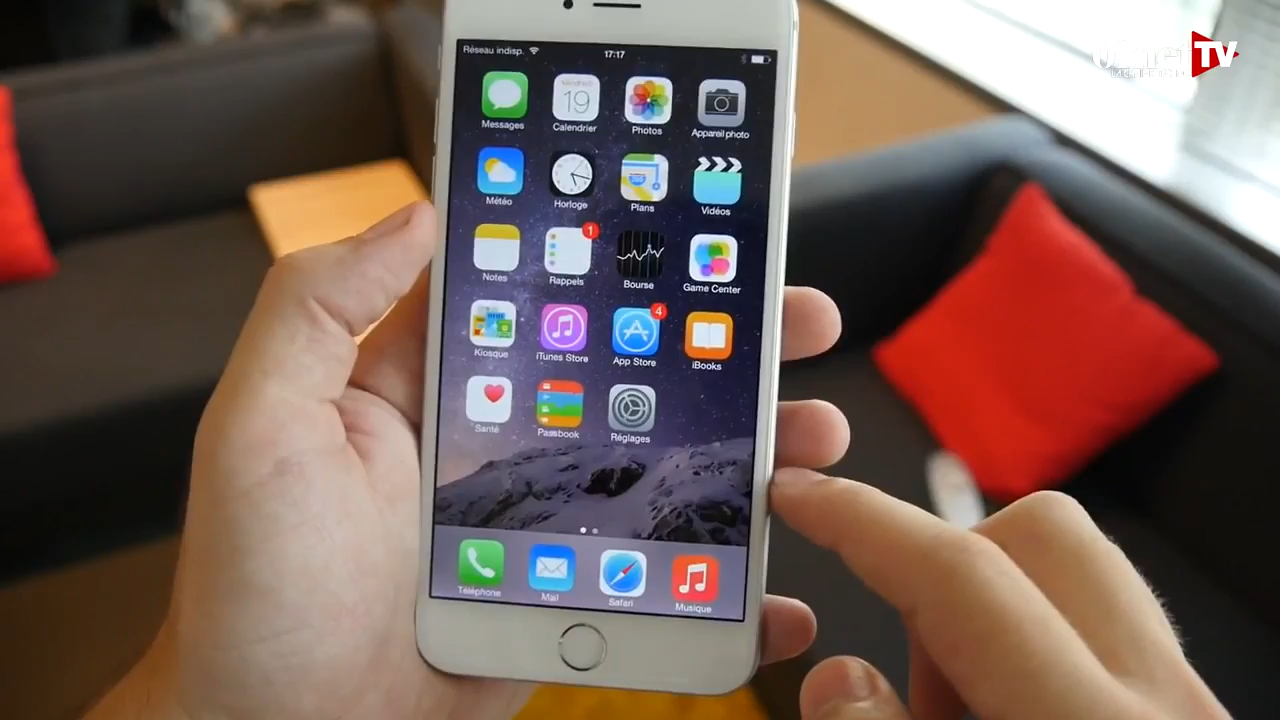 Réseau indisp.
17:17
TV
Messages
Vendredi
19
Calendrier
Photos
Appareil photo
Météo
Horloge
280
Plans
Vidéos
Notes
1
Rappels
Bourse
Game Center
Kiosque
iTunes Store
4
App Store
iBooks
Santé
Passbook
Réglages
Téléphone
Mail
Safari
Musique